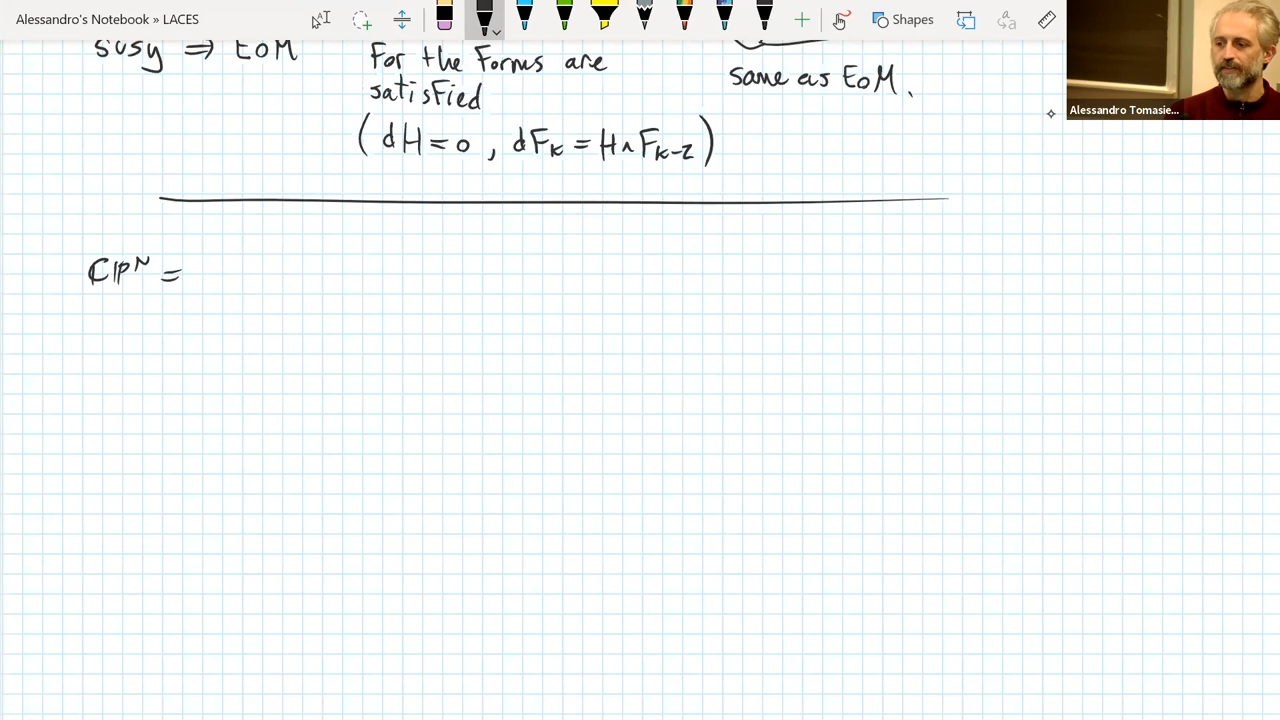 Alessandro's Notebook » LACES
Shapes
Alessandro Tomasie...
susy ⇒ EoM
For the Forms are
satisfied
(dH = 0, dF_k = H ∧ F_{k-2})
same as EoM.
ℂℙ^N =